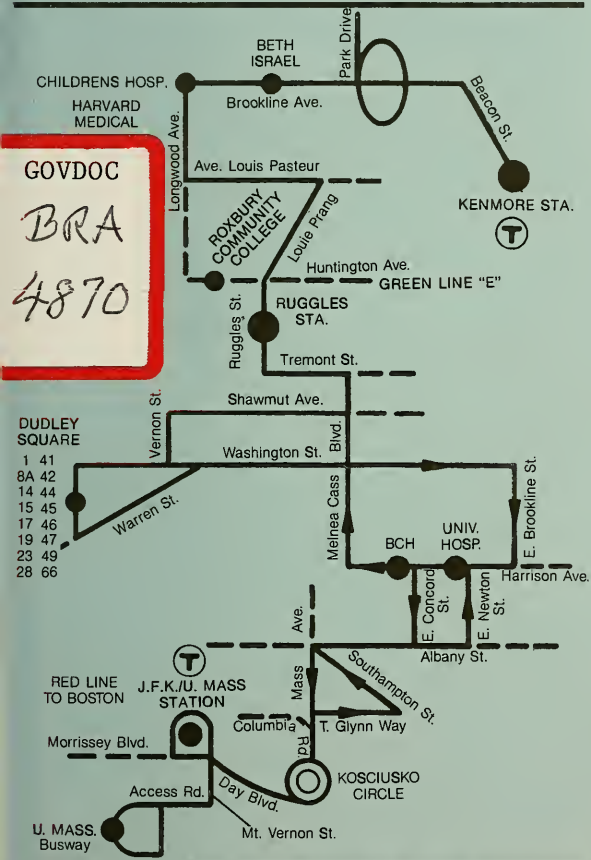 BETH
ISRAEL
Park Drive
CHILDRENS HOSP.
Brookline Ave.
Beacon St.
HARVARD
MEDICAL
Longwood Ave.
GOVDOC
BRA
4870
Ave. Louis Pasteur
KENMORE STA.
T
ROXBURY
COMMUNITY
COLLEGE
Louie Prang
Huntington Ave.
GREEN LINE "E"
Ruggles St.
RUGGLES
STA.
Tremont St.
Shawmut Ave.
Vernon St.
Blvd.
DUDLEY
SQUARE
1 41
8A 42
14 44
15 45
17 46
19 47
23 49
28 66
Washington St.
Warren St.
Melnea Cass
E. Brookline St.
BCH
UNIV.
HOSP.
Harrison Ave.
E. Concord
St.
E. Newton
St.
Ave.
Albany St.
Mass
Southampton St.
T
RED LINE
TO BOSTON
J.F.K./U. MASS
STATION
Columbia
Rd.
T. Glynn Way
Morrissey Blvd.
Day Blvd.
KOSCIUSKO
CIRCLE
Access Rd.
Mt. Vernon St.
U. MASS.
Busway